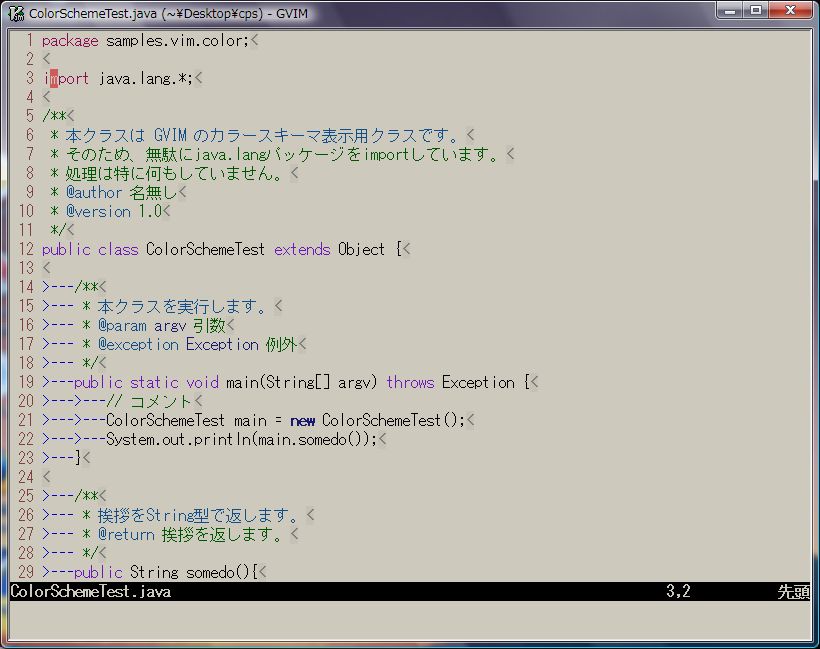 ColorSchemeTest.java (~¥Desktop¥cps) - GVIM
1 package samples.vim.color;<
2 <
3 import java.lang.*;<
4 <
5 /**<
6  * 本クラスは GVIM のカラースキーマ表示用クラスです。<
7  * そのため、無駄にjava.langパッケージをimportしています。<
8  * 処理は特に何もしていません。<
9  * @author 名無し<
10  * @version 1.0<
11  */<
12 public class ColorSchemeTest extends Object {<
13 <
14 >---/**<
15 >--- * 本クラスを実行します。<
16 >--- * @param argv 引数<
17 >--- * @exception Exception 例外<
18 >--- */<
19 >---public static void main(String[] argv) throws Exception {<
20 >--->---// コメント<
21 >--->---ColorSchemeTest main = new ColorSchemeTest();<
22 >--->---System.out.println(main.somedo());<
23 >---}<
24 <
25 >---/**<
26 >--- * 挨拶をString型で返します。<
27 >--- * @return 挨拶を返します。<
28 >--- */<
29 >---public String somedo(){<
ColorSchemeTest.java 3,2 先頭